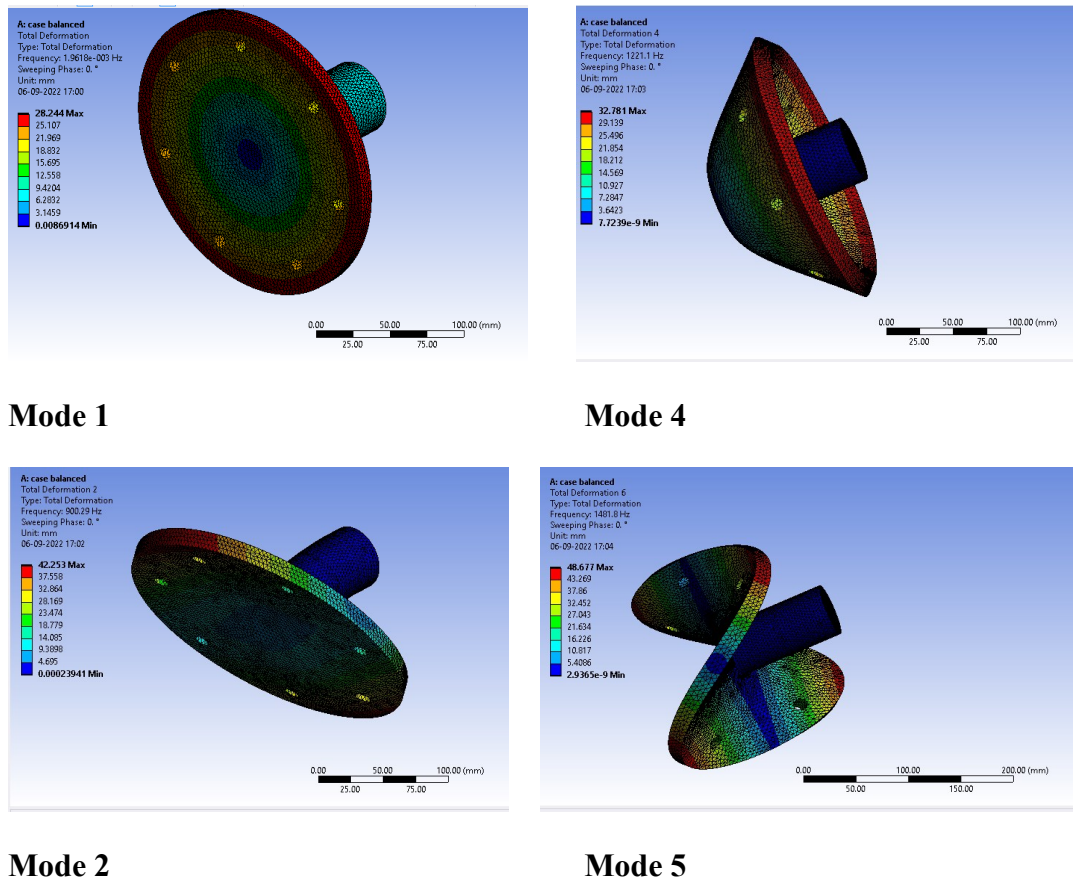 A: case balanced
Total Deformation
Type: Total Deformation
Frequency: 1.9618e-003 Hz
Sweeping Phase: 0. °
Unit: mm
06-09-2022 17:00
28.244 Max
25.107
21.969
18.832
15.695
12.558
9.4204
6.2832
3.1459
0.0086914 Min
0.00 50.00 100.00 (mm)
25.00 75.00
A: case balanced
Total Deformation 4
Type: Total Deformation
Frequency: 1221.1 Hz
Sweeping Phase: 0. °
Unit: mm
06-09-2022 17:03
32.781 Max
29.139
25.496
21.854
18.212
14.569
10.927
7.2847
3.6423
7.7239e-9 Min
0.00 50.00 100.00 (mm)
25.00 75.00
Mode 1 Mode 4
A: case balanced
Total Deformation 2
Type: Total Deformation
Frequency: 900.29 Hz
Sweeping Phase: 0. °
Unit: mm
06-09-2022 17:02
42.253 Max
37.558
32.864
28.169
23.474
18.779
14.085
9.3898
4.695
0.00023941 Min
0.00 50.00 100.00 (mm)
25.00 75.00
A: case balanced
Total Deformation 6
Type: Total Deformation
Frequency: 1481.8 Hz
Sweeping Phase: 0. °
Unit: mm
06-09-2022 17:04
48.677 Max
43.269
37.86
32.452
27.043
21.634
16.226
10.817
5.4086
2.9365e-9 Min
0.00 100.00 200.00 (mm)
50.00 150.00
Mode 2 Mode 5